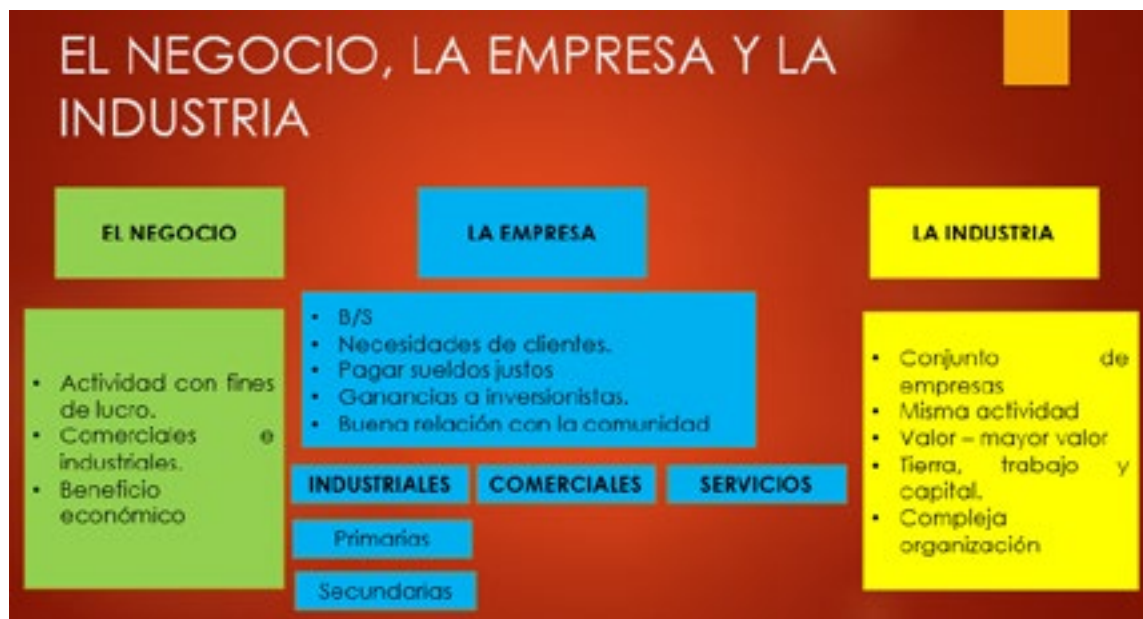 EL NEGOCIO, LA EMPRESA Y LA
INDUSTRIA
EL NEGOCIO
• Actividad con fines
de lucro.
• Comerciales e
industriales.
• Beneficio
económico
LA EMPRESA
• B/S
• Necesidades de clientes.
• Pagar sueldos justos
• Ganancias a inversionistas.
• Buena relación con la comunidad
INDUSTRIALES
Primarias
Secundarias
COMERCIALES
SERVICIOS
LA INDUSTRIA
• Conjunto de
empresas
• Misma actividad
• Valor – mayor valor
• Tierra, trabajo y
capital.
• Compleja
organización